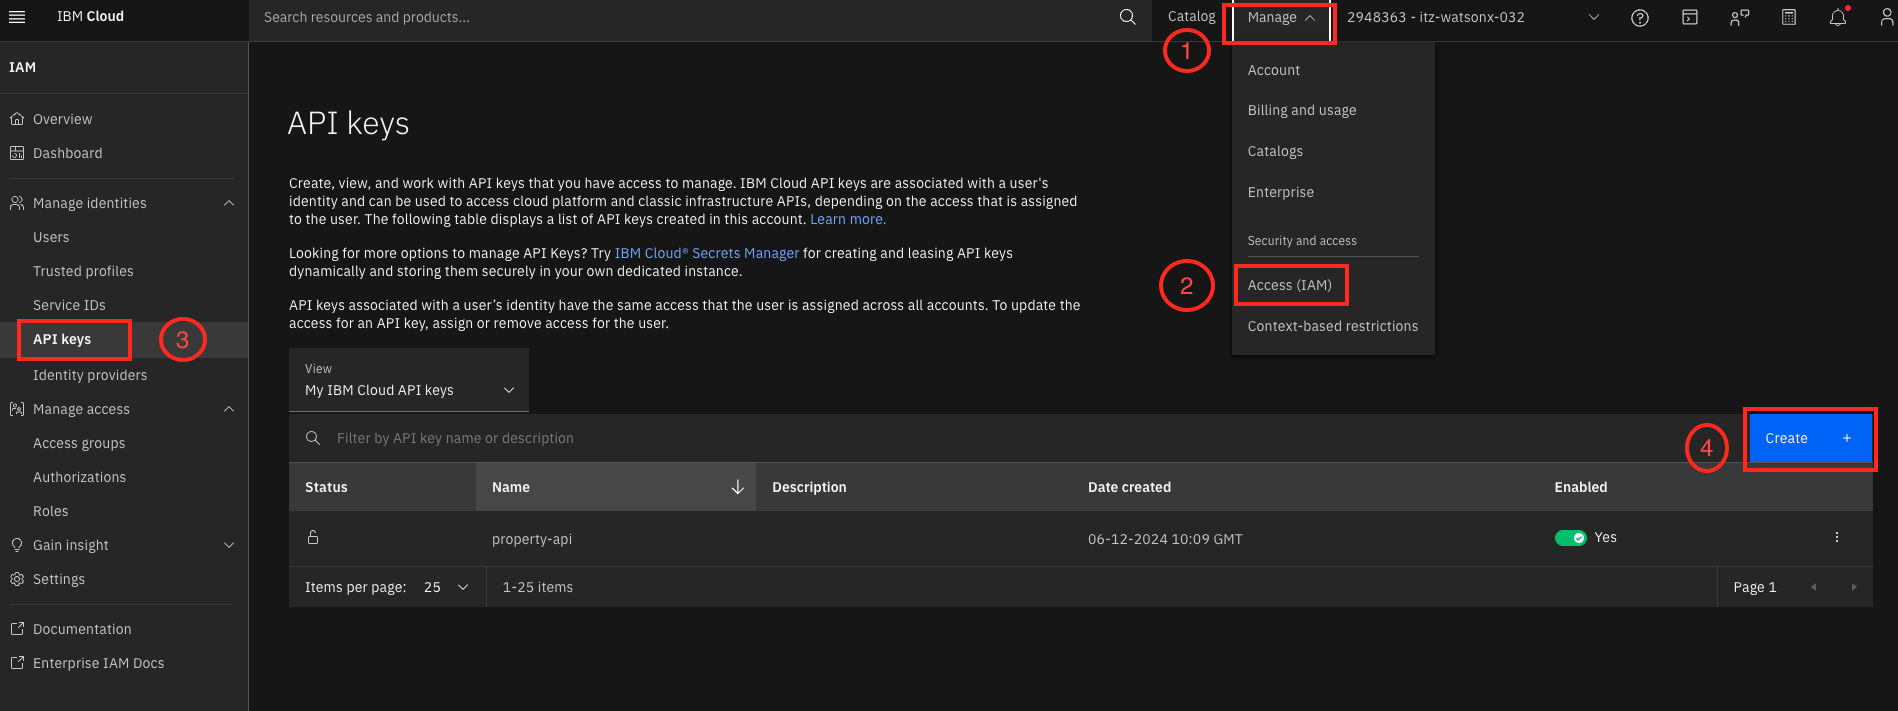 IBM Cloud
Search resources and products...
Catalog
Manage
2948363 - itz-watsonx-032
1
Account
Billing and usage
Catalogs
Enterprise
Security and access
2
Access (IAM)
Context-based restrictions
IAM
Overview
Dashboard
Manage identities
Users
Trusted profiles
Service IDs
API keys
3
Identity providers
Manage access
Access groups
Authorizations
Roles
Gain insight
Settings
Documentation
Enterprise IAM Docs
API keys
Create, view, and work with API keys that you have access to manage. IBM Cloud API keys are associated with a user's
identity and can be used to access cloud platform and classic infrastructure APIs, depending on the access that is assigned
to the user. The following table displays a list of API keys created in this account. Learn more.
Looking for more options to manage API Keys? Try IBM Cloud® Secrets Manager for creating and leasing API keys
dynamically and storing them securely in your own dedicated instance.
API keys associated with a user’s identity have the same access that the user is assigned across all accounts. To update the
access for an API key, assign or remove access for the user.
View
My IBM Cloud API keys
Filter by API key name or description
4
Create +
Status Name Description Date created Enabled
property-api 06-12-2024 10:09 GMT Yes
Items per page: 25 1-25 items Page 1